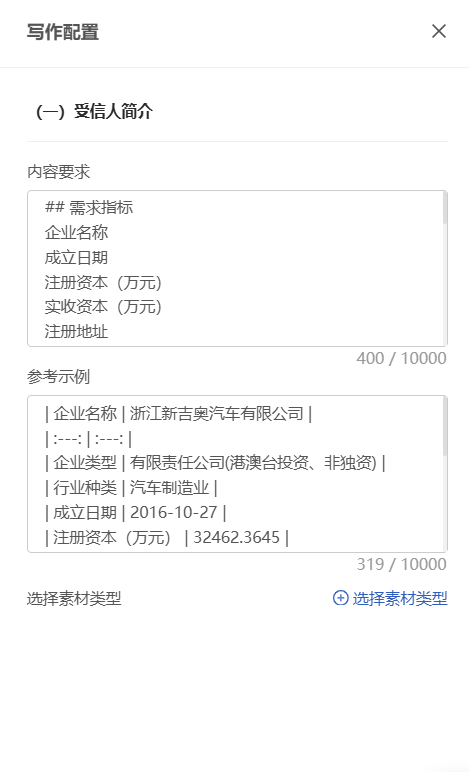 写作配置
（一）受信人简介
内容要求
## 需求指标
企业名称
成立日期
注册资本（万元）
实收资本（万元）
注册地址
400 / 10000
参考示例
| 企业名称 | 浙江新吉奥汽车有限公司 |
| :---: | :---: |
| 企业类型 | 有限责任公司(港澳台投资、非独资) |
| 行业种类 | 汽车制造业 |
| 成立日期 | 2016-10-27 |
| 注册资本（万元） | 32462.3645 |
319 / 10000
选择素材类型 选择素材类型